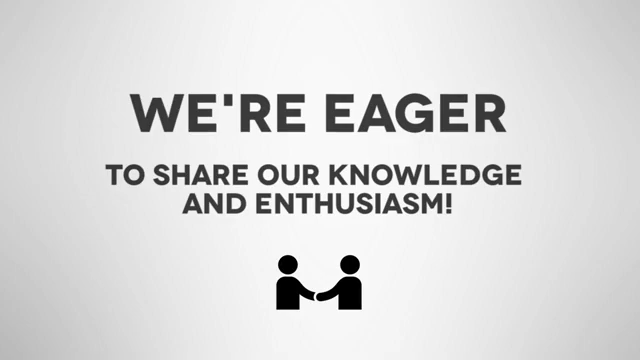 WE'RE EAGER
TO SHARE OUR KNOWLEDGE
AND ENTHUSIASM!